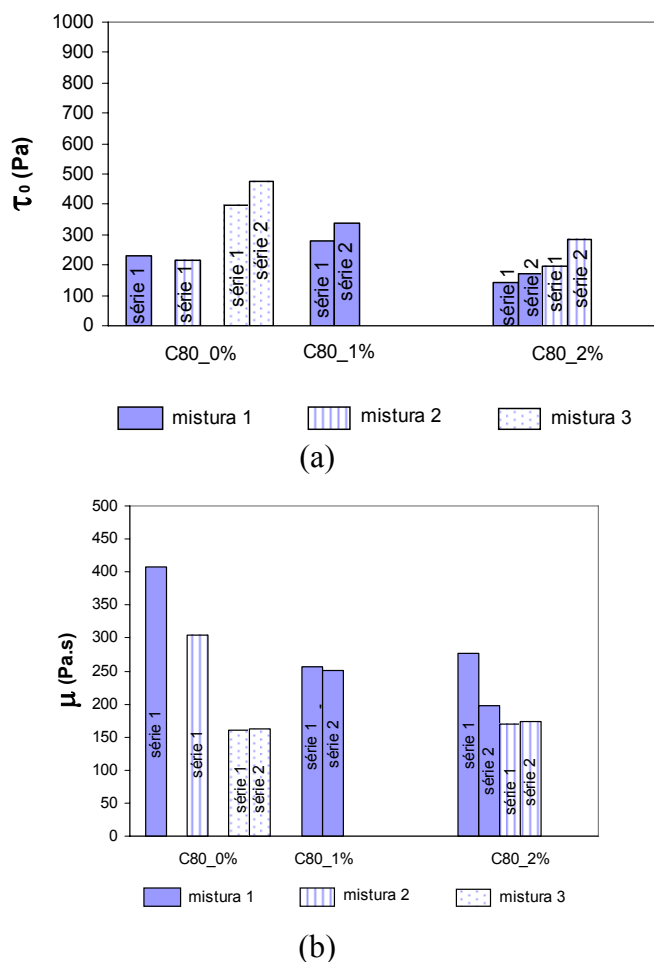 1000
900
800
700
600
500
400
300
200
100
0
τ₀ (Pa)
série 1
série 1
série 1
série 2
série 1
série 2
série 1
série 2
série 1
série 2
C80_0% C80_1% C80_2%
mistura 1 mistura 2 mistura 3
(a)
500
450
400
350
300
250
200
150
100
50
0
μ (Pa.s)
série 1
série 1
série 1
série 2
série 1
série 2
série 1
série 2
série 1
série 2
C80_0% C80_1% C80_2%
mistura 1 mistura 2 mistura 3
(b)